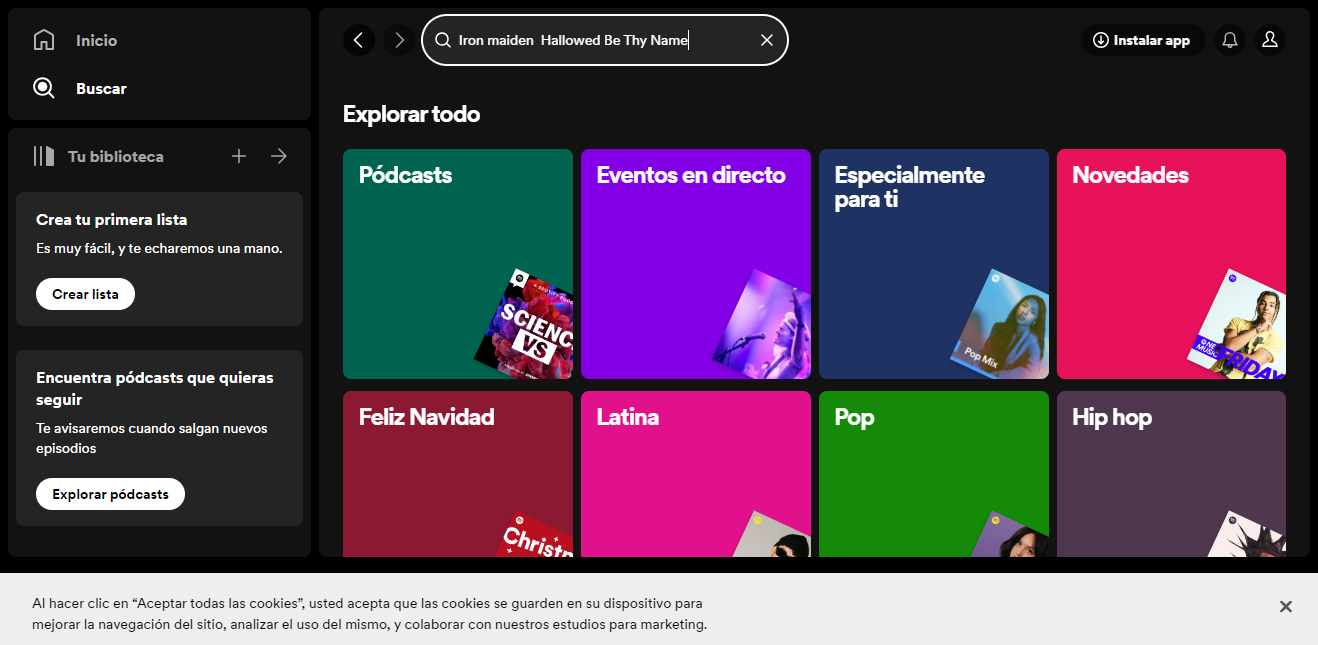 Inicio
Buscar
Tu biblioteca
Crea tu primera lista
Es muy fácil, y te echaremos una mano.
Crear lista
Encuentra pódcasts que quieras
seguir
Te avisaremos cuando salgan nuevos
episodios
Explorar pódcasts
Iron maiden  Hallowed Be Thy Name
Instalar app
Explorar todo
Pódcasts
SCIENC
VS
Eventos en directo
Especialmente
para ti
Pop Mix
Novedades
NE
MUSIC
FRIDAY
Feliz Navidad
Christm
Latina
Pop
Hip hop
Al hacer clic en “Aceptar todas las cookies”, usted acepta que las cookies se guarden en su dispositivo para
mejorar la navegación del sitio, analizar el uso del mismo, y colaborar con nuestros estudios para marketing.